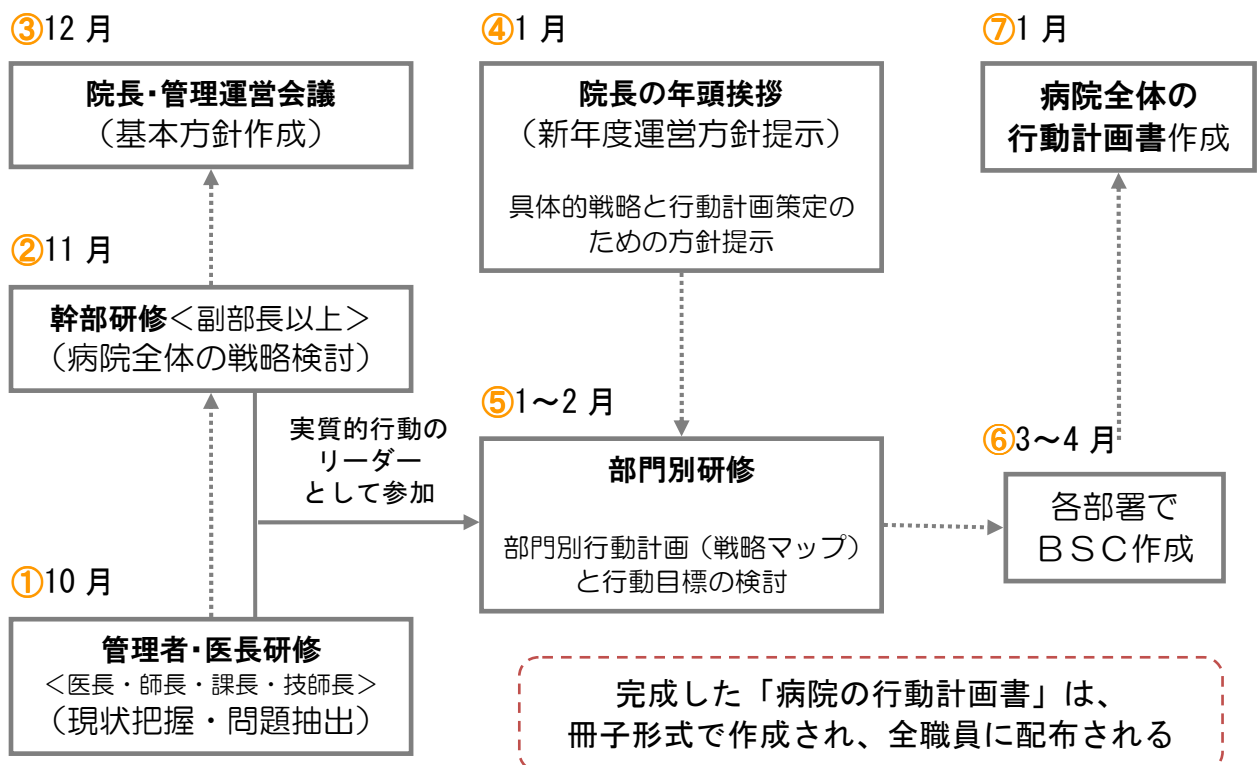 ③12 月
院長・管理運営会議
（基本方針作成）
②11 月
幹部研修＜副部長以上＞
（病院全体の戦略検討）
実質的行動の
リーダー
として参加
①10 月
管理者・医長研修
＜医長・師長・課長・技師長＞
（現状把握・問題抽出）
④1 月
院長の年頭挨拶
（新年度運営方針提示）
具体的戦略と行動計画策定の
ための方針提示
⑤1～2 月
部門別研修
部門別行動計画（戦略マップ）
と行動目標の検討
⑥3～4 月
各部署で
ＢＳＣ作成
⑦1 月
病院全体の
行動計画書作成
完成した「病院の行動計画書」は、
冊子形式で作成され、全職員に配布される